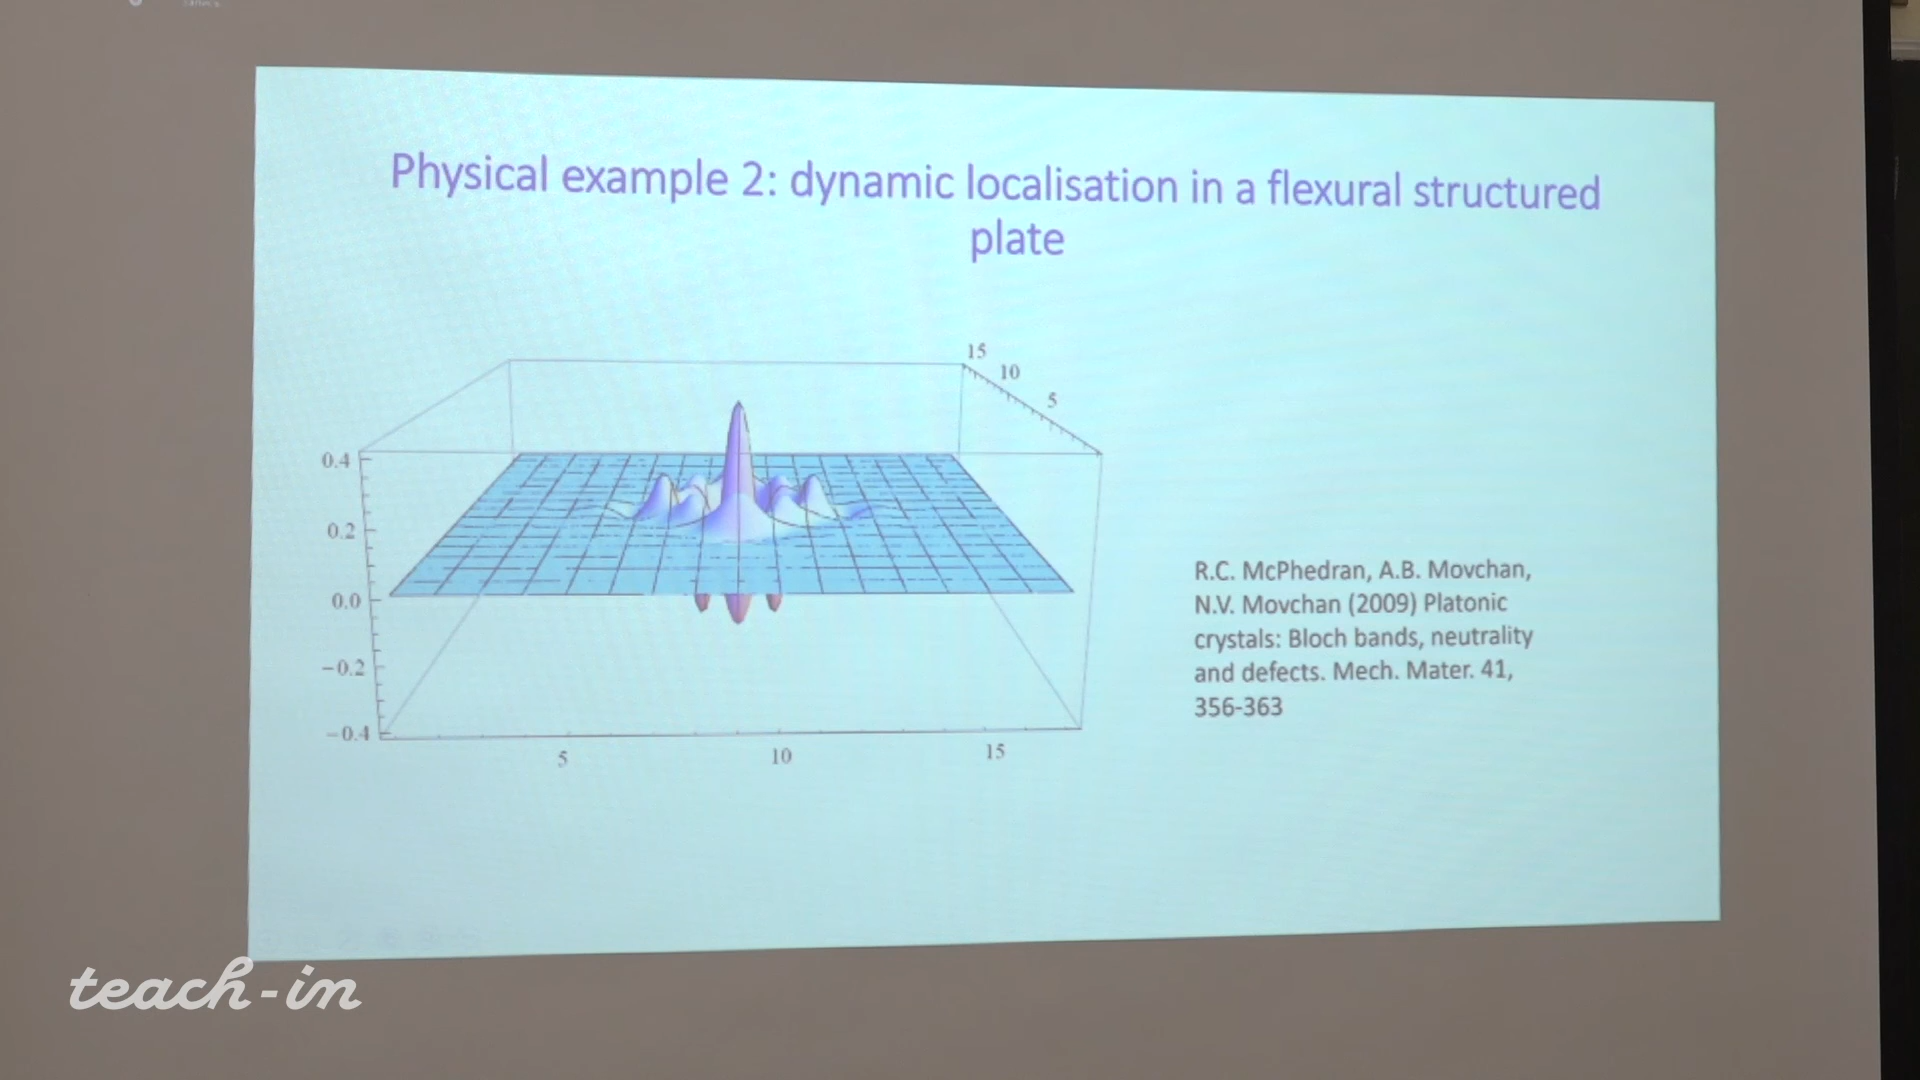 Physical example 2: dynamic localisation in a flexural structured
plate
15
10
5
0.4
0.2
0.0
−0.2
−0.4
5
10
15
R.C. McPhedran, A.B. Movchan,
N.V. Movchan (2009) Platonic
crystals: Bloch bands, neutrality
and defects. Mech. Mater. 41,
356-363
teach-in